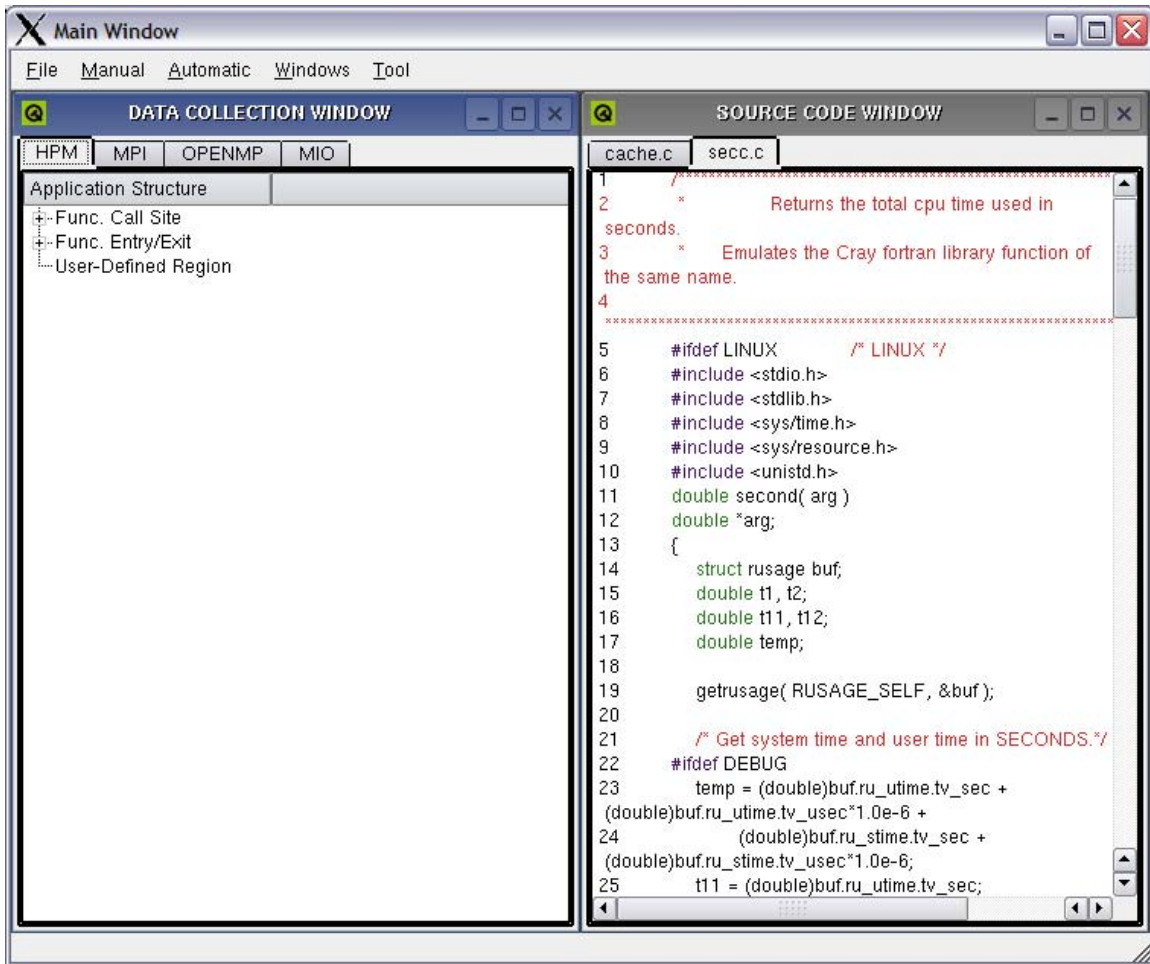 Main Window
File Manual Automatic Windows Tool
DATA COLLECTION WINDOW
HPM MPI OPENMP MIO
Application Structure
Func. Call Site
Func. Entry/Exit
User-Defined Region
SOURCE CODE WINDOW
cache.c secc.c
1 /********************************************************
2 * Returns the total cpu time used in
seconds.
3 * Emulates the Cray fortran library function of
the same name.
4
******************************************************************
5 #ifdef LINUX /* LINUX */
6 #include <stdio.h>
7 #include <stdlib.h>
8 #include <sys/time.h>
9 #include <sys/resource.h>
10 #include <unistd.h>
11 double second( arg )
12 double *arg;
13 {
14 struct rusage buf;
15 double t1, t2;
16 double t11, t12;
17 double temp;
18
19 getrusage( RUSAGE_SELF, &buf );
20
21 /* Get system time and user time in SECONDS.*/
22 #ifdef DEBUG
23 temp = (double)buf.ru_utime.tv_sec +
(double)buf.ru_utime.tv_usec*1.0e-6 +
24 (double)buf.ru_stime.tv_sec +
(double)buf.ru_stime.tv_usec*1.0e-6;
25 t11 = (double)buf.ru_utime.tv_sec;